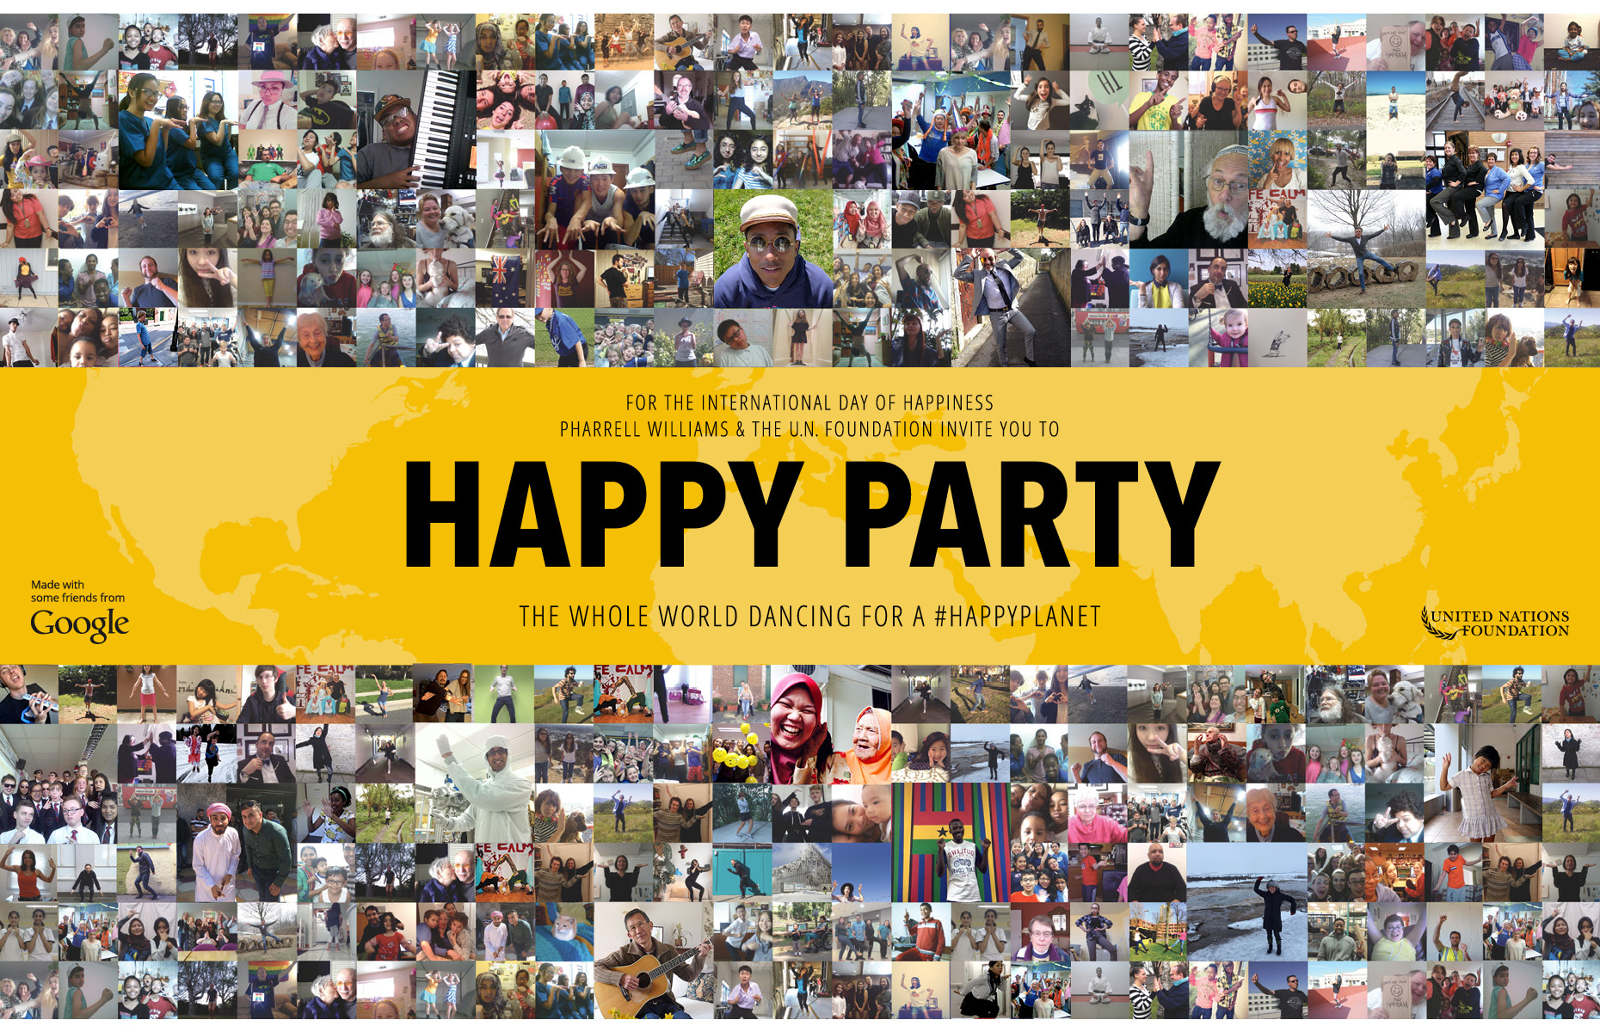 FOR THE INTERNATIONAL DAY OF HAPPINESS
PHARRELL WILLIAMS & THE U.N. FOUNDATION INVITE YOU TO
HAPPY PARTY
THE WHOLE WORLD DANCING FOR A #HAPPYPLANET
Made with
some friends from
Google
UNITED NATIONS
FOUNDATION